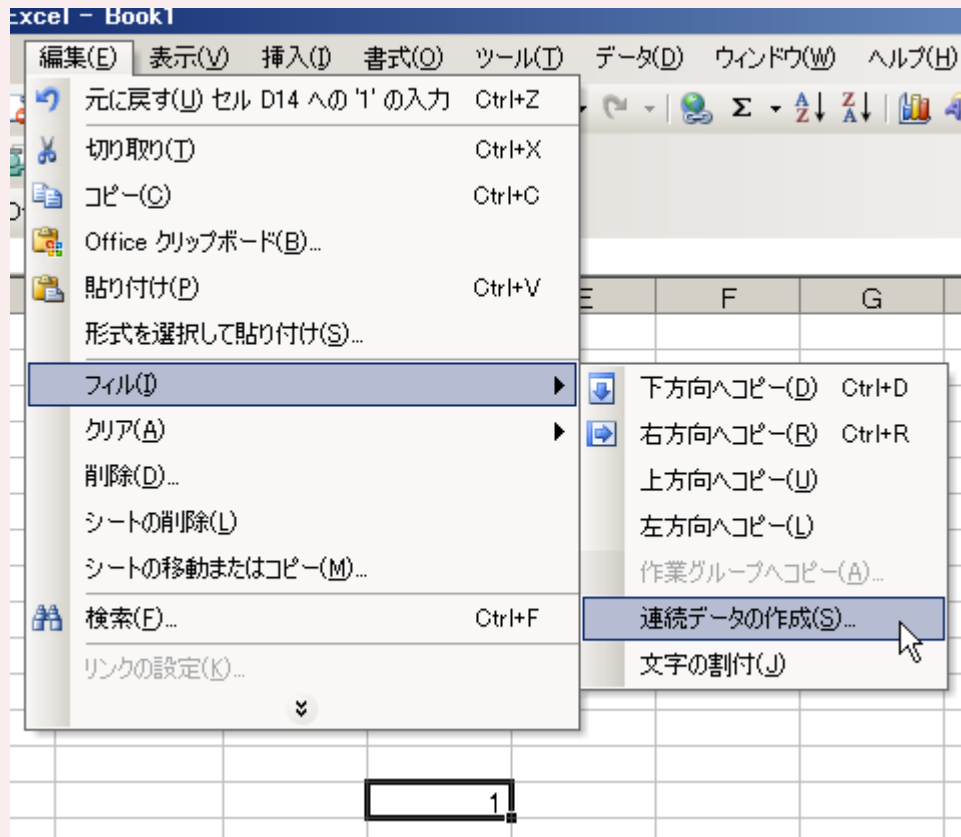 Excel - Book1
編集(E) 表示(V) 挿入(I) 書式(O) ツール(T) データ(D) ウィンドウ(W) ヘルプ(H)
元に戻す(U) セル D14 への '1' の入力 Ctrl+Z
切り取り(T) Ctrl+X
コピー(C) Ctrl+C
Office クリップボード(B)...
貼り付け(P) Ctrl+V
形式を選択して貼り付け(S)...
E F G
フィル(I)
クリア(A)
削除(D)...
シートの削除(L)
シートの移動またはコピー(M)...
検索(F)... Ctrl+F
リンクの設定(K)...
下方向へコピー(D) Ctrl+D
右方向へコピー(R) Ctrl+R
上方向へコピー(U)
左方向へコピー(L)
作業グループへコピー(A)...
連続データの作成(S)...
文字の割付(J)
1